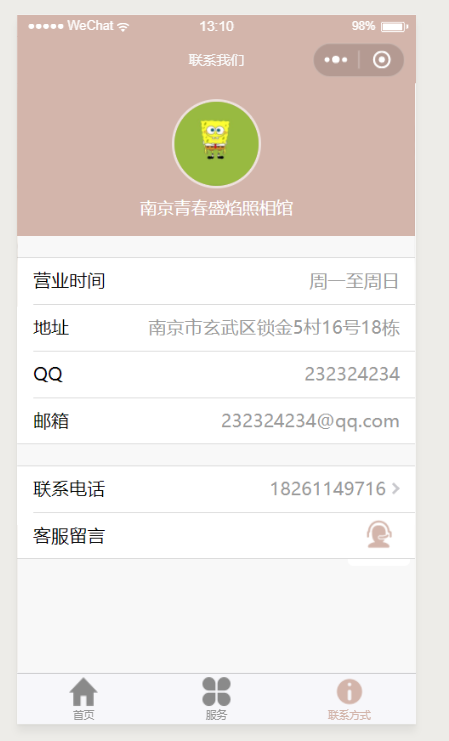 WeChat 13:10 98%
联系我们
南京青春盛焰照相馆
营业时间 周一至周日
地址 南京市玄武区锁金5村16号18栋
QQ 232324234
邮箱 232324234@qq.com
联系电话 18261149716
客服留言
首页 服务 联系方式